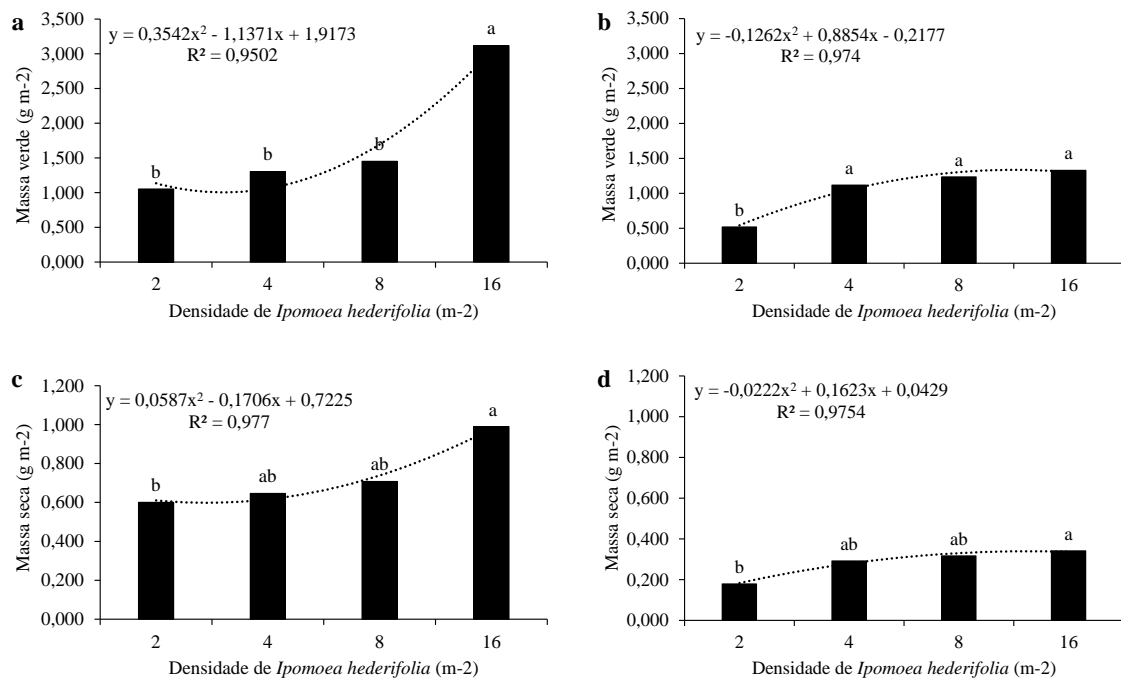 a
y = 0,3542x² - 1,1371x + 1,9173
R² = 0,9502
Massa verde (g m-2)
3,500
3,000
2,500
2,000
1,500
1,000
0,500
0,000
b
b
b
a
2 4 8 16
Densidade de Ipomoea hederifolia (m-2)
b
y = -0,1262x² + 0,8854x - 0,2177
R² = 0,974
Massa verde (g m-2)
3,500
3,000
2,500
2,000
1,500
1,000
0,500
0,000
b
a
a
a
2 4 8 16
Densidade de Ipomoea hederifolia (m-2)
c
y = 0,0587x² - 0,1706x + 0,7225
R² = 0,977
Massa seca (g m-2)
1,200
1,000
0,800
0,600
0,400
0,200
0,000
b
ab
ab
a
2 4 8 16
Densidade de Ipomoea hederifolia (m-2)
d
y = -0,0222x² + 0,1623x + 0,0429
R² = 0,9754
Massa seca (g m-2)
1,200
1,000
0,800
0,600
0,400
0,200
0,000
b
ab
ab
a
2 4 8 16
Densidade de Ipomoea hederifolia (m-2)